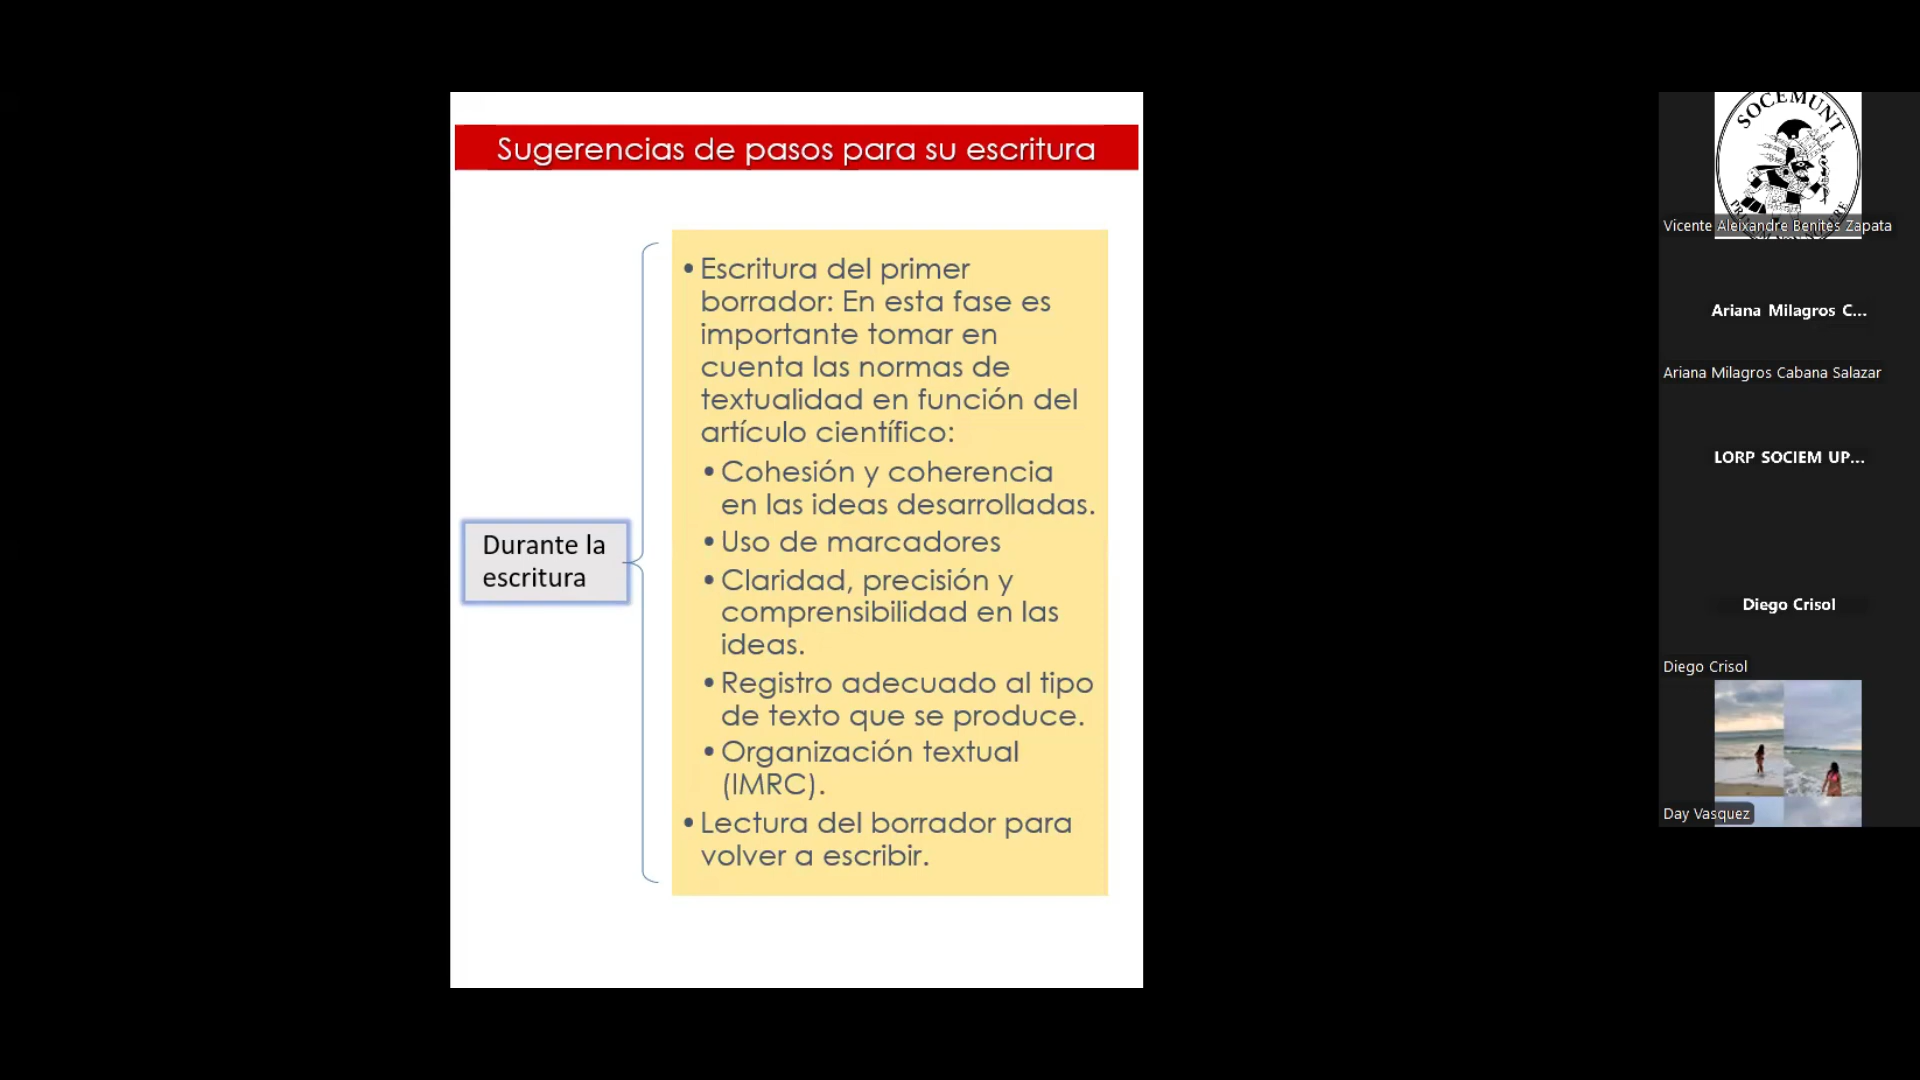 Sugerencias de pasos para su escritura
Durante la
escritura
• Escritura del primer
borrador: En esta fase es
importante tomar en
cuenta las normas de
textualidad en función del
artículo científico:
• Cohesión y coherencia
en las ideas desarrolladas.
• Uso de marcadores
• Claridad, precisión y
comprensibilidad en las
ideas.
• Registro adecuado al tipo
de texto que se produce.
• Organización textual
(IMRC).
• Lectura del borrador para
volver a escribir.
SOCEMUNT
Vicente Aleixandre Benites Zapata
Ariana Milagros C...
Ariana Milagros Cabana Salazar
LORP SOCIEM UP...
Diego Crisol
Diego Crisol
Day Vasquez